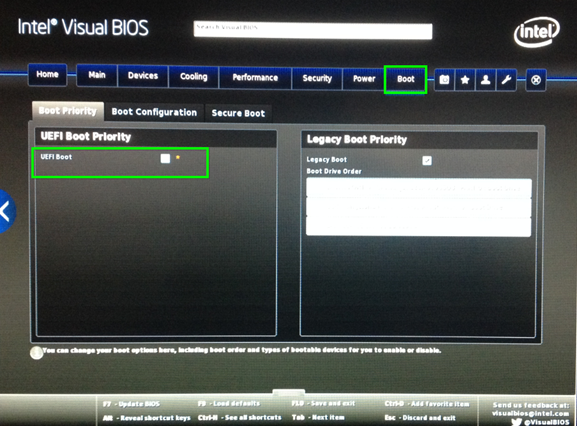 Intel® Visual BIOS
Search Visual BIOS
intel
Home Main Devices Cooling Performance Security Power Boot
Boot Priority Boot Configuration Secure Boot
UEFI Boot Priority
UEFI Boot
Legacy Boot Priority
Legacy Boot
Boot Drive Order
You can change your boot options here, including boot order and types of bootable devices for you to enable or disable.
F7 - Update BIOS F9 - Load defaults F10 - Save and exit Ctrl-D - Add favorite item
Alt - Reveal shortcut keys Ctrl-H - See all shortcuts Tab - Next item Esc - Discard and exit
Send us feedback at:
visualbios@intel.com
@VisualBIOS